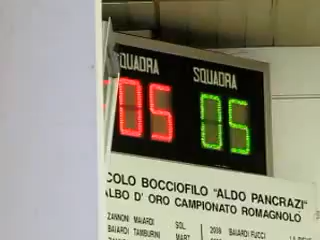 SQUADRA SQUADRA
05 05
COLO BOCCIOFILO "ALDO PANCRAZI"
ALBO D' ORO CAMPIONATO ROMAGNOLO
ZANNONI MAIARDI SOL.
BAIARDI TAMBURINI MART. 2009 BAIARDI FUCCI